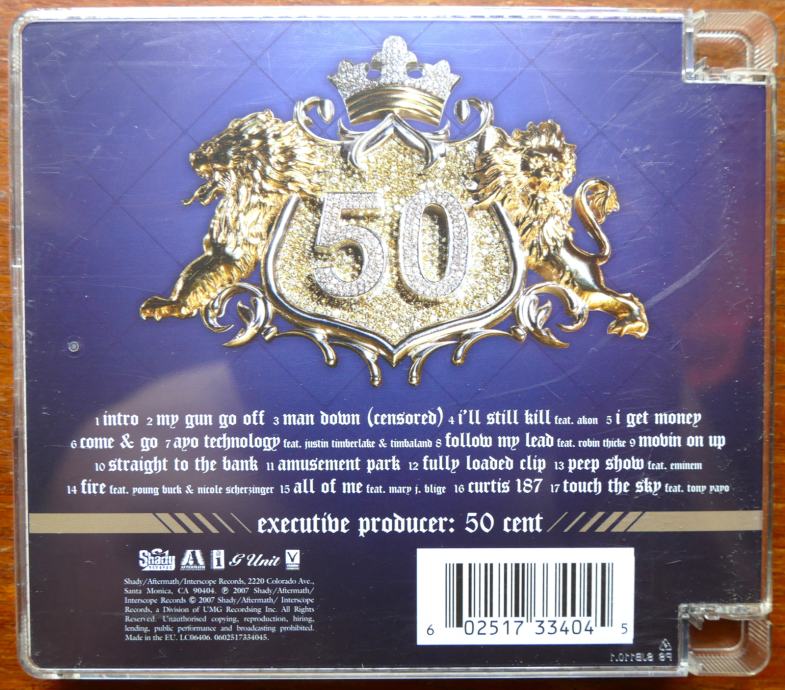 50
1 intro 2 my gun go off 3 man down (censored) 4 i'll still kill feat. akon 5 i get money
6 come & go 7 ayo technology feat. justin timberlake & timbaland 8 follow my lead feat. robin thicke 9 movin on up
10 straight to the bank 11 amusement park 12 fully loaded clip 13 peep show feat. eminem
14 fire feat. young buck & nicole scherzinger 15 all of me feat. mary j. blige 16 curtis 187 17 touch the sky feat. tony yayo
executive producer: 50 cent
Shady RECORDS A AFTERMATH i G Unit V
Shady/Aftermath/Interscope Records, 2220 Colorado Ave.,
Santa Monica, CA 90404. ℗ 2007 Shady/Aftermath/
Interscope Records © 2007 Shady/Aftermath/ Interscope
Records, a Division of UMG Recordsing Inc. All Rights
Reserved. Unauthorised copying, reproduction, hiring,
lending, public performance and broadcasting prohibited.
Made in the EU. LC06406. 0602517334045.
6 02517 33404 5